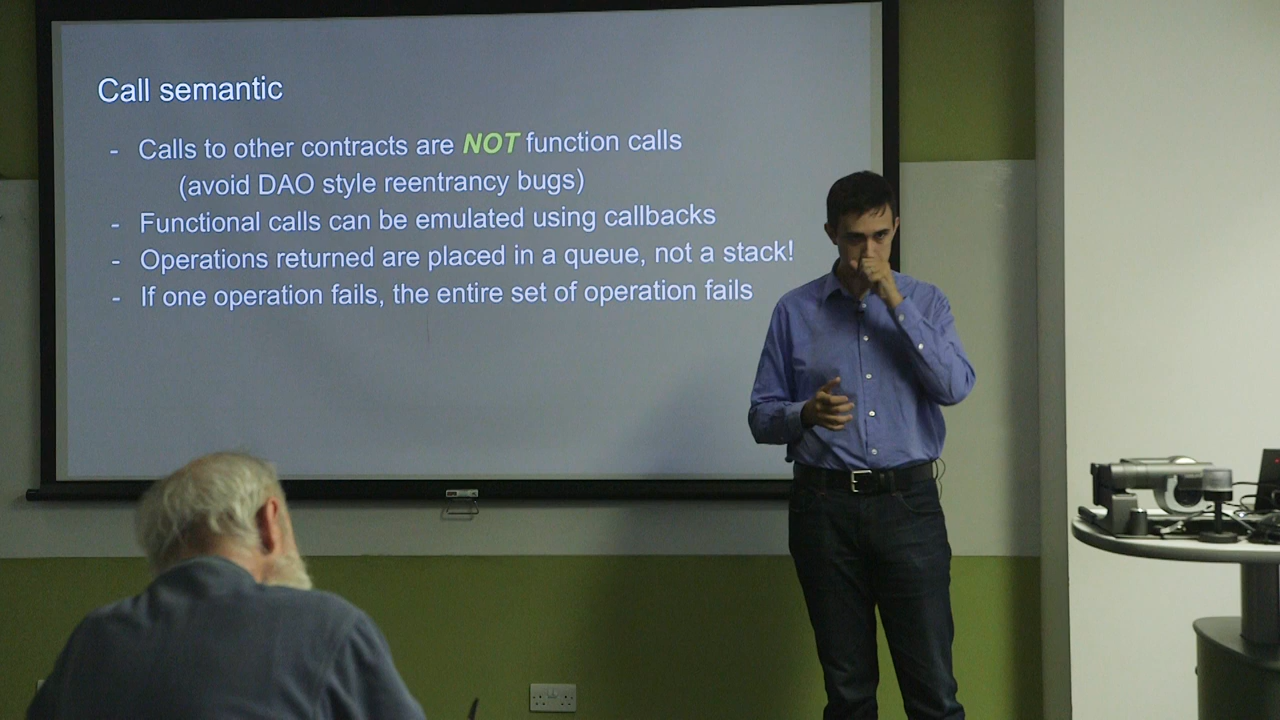 Call semantic
- Calls to other contracts are NOT function calls
(avoid DAO style reentrancy bugs)
- Functional calls can be emulated using callbacks
- Operations returned are placed in a queue, not a stack!
- If one operation fails, the entire set of operation fails